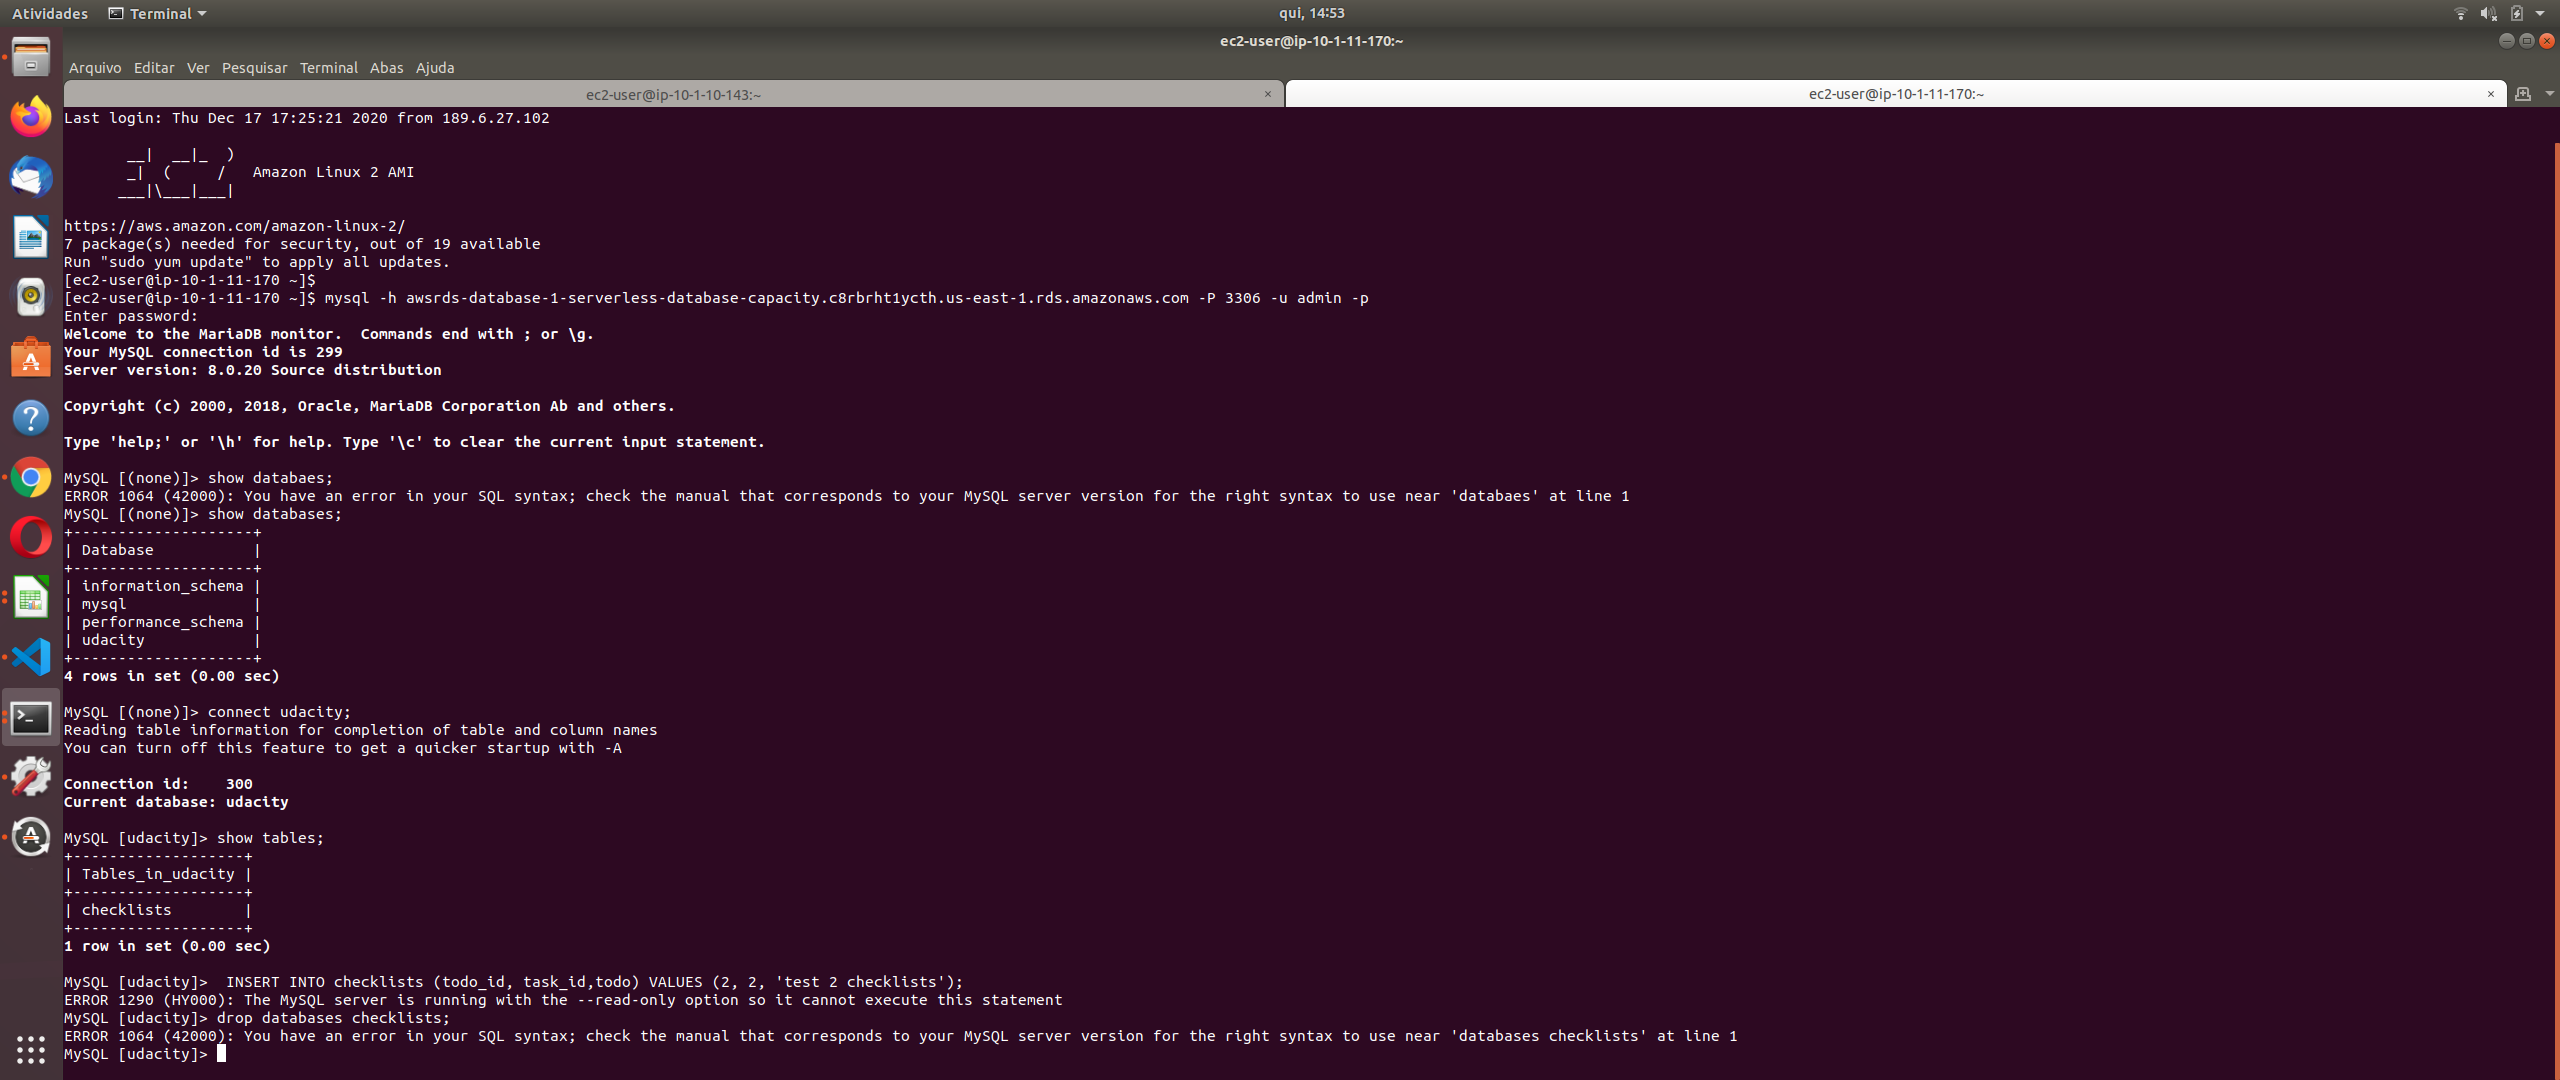 Atividades Terminal qui, 14:53
ec2-user@ip-10-1-11-170:~
Arquivo Editar Ver Pesquisar Terminal Abas Ajuda
ec2-user@ip-10-1-10-143:~ × ec2-user@ip-10-1-11-170:~ ×
Last login: Thu Dec 17 17:25:21 2020 from 189.6.27.102
__| __|_ )
_| ( / Amazon Linux 2 AMI
___|\___|___|
https://aws.amazon.com/amazon-linux-2/
7 package(s) needed for security, out of 19 available
Run "sudo yum update" to apply all updates.
[ec2-user@ip-10-1-11-170 ~]$
[ec2-user@ip-10-1-11-170 ~]$ mysql -h awsrds-database-1-serverless-database-capacity.c8rbrht1ycth.us-east-1.rds.amazonaws.com -P 3306 -u admin -p
Enter password:
Welcome to the MariaDB monitor.  Commands end with ; or \g.
Your MySQL connection id is 299
Server version: 8.0.20 Source distribution
Copyright (c) 2000, 2018, Oracle, MariaDB Corporation Ab and others.
Type 'help;' or '\h' for help. Type '\c' to clear the current input statement.
MySQL [(none)]> show databaes;
ERROR 1064 (42000): You have an error in your SQL syntax; check the manual that corresponds to your MySQL server version for the right syntax to use near 'databaes' at line 1
MySQL [(none)]> show databases;
+--------------------+
| Database           |
+--------------------+
| information_schema |
| mysql              |
| performance_schema |
| udacity            |
+--------------------+
4 rows in set (0.00 sec)
MySQL [(none)]> connect udacity;
Reading table information for completion of table and column names
You can turn off this feature to get a quicker startup with -A
Connection id:    300
Current database: udacity
MySQL [udacity]> show tables;
+-------------------+
| Tables_in_udacity |
+-------------------+
| checklists        |
+-------------------+
1 row in set (0.00 sec)
MySQL [udacity]>  INSERT INTO checklists (todo_id, task_id,todo) VALUES (2, 2, 'test 2 checklists');
ERROR 1290 (HY000): The MySQL server is running with the --read-only option so it cannot execute this statement
MySQL [udacity]> drop databases checklists;
ERROR 1064 (42000): You have an error in your SQL syntax; check the manual that corresponds to your MySQL server version for the right syntax to use near 'databases checklists' at line 1
MySQL [udacity]>